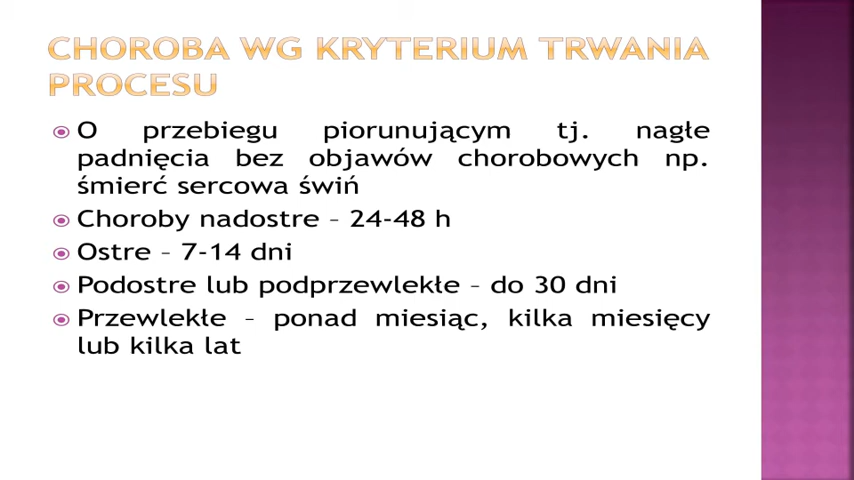 CHOROBA WG KRYTERIUM TRWANIA
PROCESU
O przebiegu piorunującym tj. nagłe
padnięcia bez objawów chorobowych np.
śmierć sercowa świń
Choroby nadostre – 24-48 h
Ostre – 7-14 dni
Podostre lub podprzewlekłe – do 30 dni
Przewlekłe – ponad miesiąc, kilka miesięcy
lub kilka lat